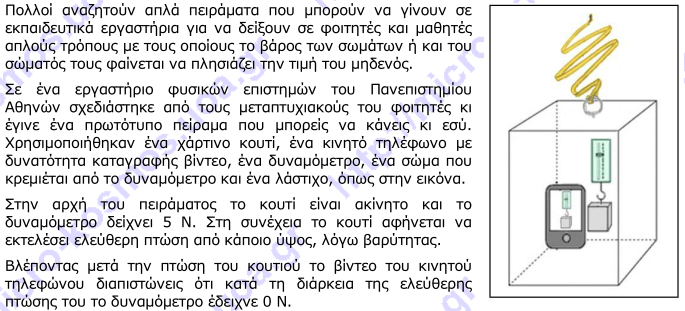 Πολλοί αναζητούν απλά πειράματα που μπορούν να γίνουν σε
εκπαιδευτικά εργαστήρια για να δείξουν σε φοιτητές και μαθητές
απλούς τρόπους με τους οποίους το βάρος των σωμάτων ή και του
σώματός τους φαίνεται να πλησιάζει την τιμή του μηδενός.
Σε ένα εργαστήριο φυσικών επιστημών του Πανεπιστημίου
Αθηνών σχεδιάστηκε από τους μεταπτυχιακούς του φοιτητές κι
έγινε ένα πρωτότυπο πείραμα που μπορείς να κάνεις κι εσύ.
Χρησιμοποιήθηκαν ένα χάρτινο κουτί, ένα κινητό τηλέφωνο με
δυνατότητα καταγραφής βίντεο, ένα δυναμόμετρο, ένα σώμα που
κρεμιέται από το δυναμόμετρο και ένα λάστιχο, όπως στην εικόνα.
Στην αρχή του πειράματος το κουτί είναι ακίνητο και το
δυναμόμετρο δείχνει 5 Ν. Στη συνέχεια το κουτί αφήνεται να
εκτελέσει ελεύθερη πτώση από κάποιο ύψος, λόγω βαρύτητας.
Βλέποντας μετά την πτώση του κουτιού το βίντεο του κινητού
τηλεφώνου διαπιστώνεις ότι κατά τη διάρκεια της ελεύθερης
πτώσης του το δυναμόμετρο έδειχνε 0 Ν.